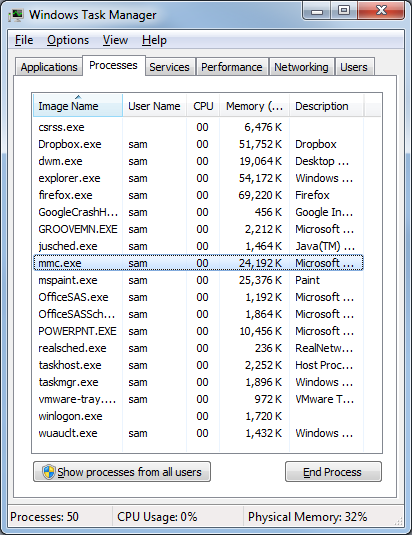 Windows Task Manager
File Options View Help
Applications Processes Services Performance Networking Users
Image Name User Name CPU Memory (... Description
csrss.exe 00 6,476 K
Dropbox.exe sam 00 51,752 K Dropbox
dwm.exe sam 00 19,064 K Desktop ...
explorer.exe sam 00 54,172 K Windows ...
firefox.exe sam 00 69,220 K Firefox
GoogleCrashH... sam 00 456 K Google In...
GROOVEMN.EXE sam 00 2,212 K Microsoft ...
jusched.exe sam 00 1,464 K Java(TM) ...
mmc.exe sam 00 24,192 K Microsoft ...
mspaint.exe sam 00 25,376 K Paint
OfficeSAS.exe sam 00 1,192 K Microsoft ...
OfficeSASSch... sam 00 1,864 K Microsoft ...
POWERPNT.EXE sam 00 10,456 K Microsoft ...
realsched.exe sam 00 236 K RealNetw...
taskhost.exe sam 00 2,252 K Host Proc...
taskmgr.exe sam 00 1,896 K Windows ...
vmware-tray.... sam 00 972 K VMware T...
winlogon.exe 00 1,720 K
wuauclt.exe sam 00 1,432 K Windows ...
Show processes from all users End Process
Processes: 50 CPU Usage: 0% Physical Memory: 32%